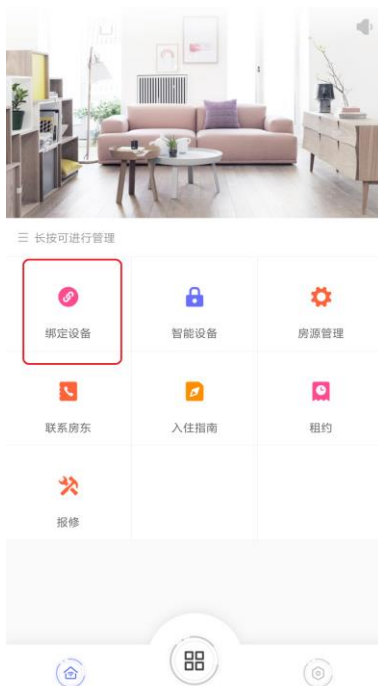 三 长按可进行管理
绑定设备
智能设备
房源管理
联系房东
入住指南
租约
报修